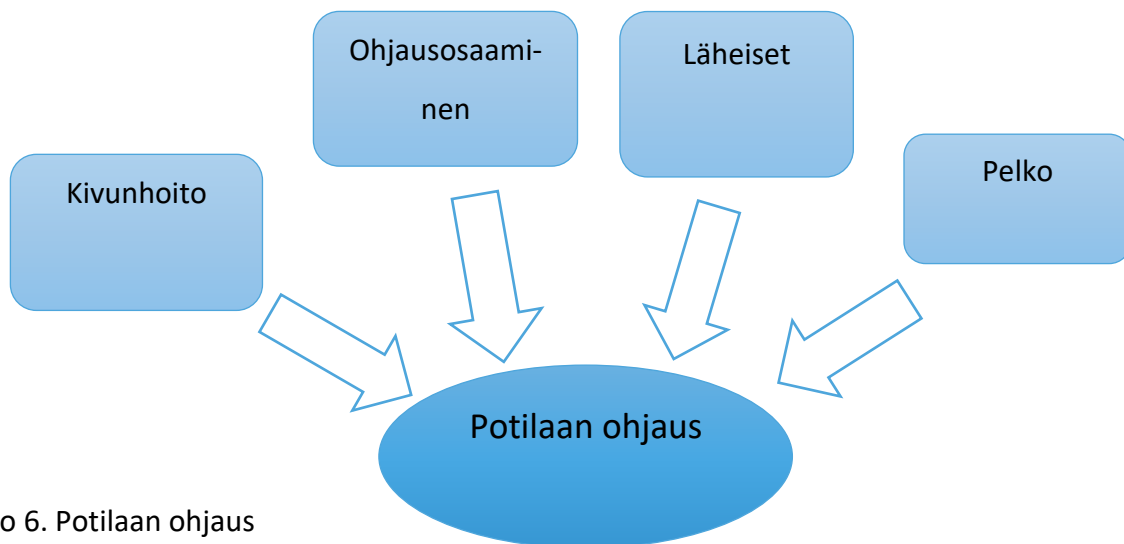 Ohjausosaami-
nen
Läheiset
Kivunhoito
Pelko
Potilaan ohjaus
o 6. Potilaan ohjaus